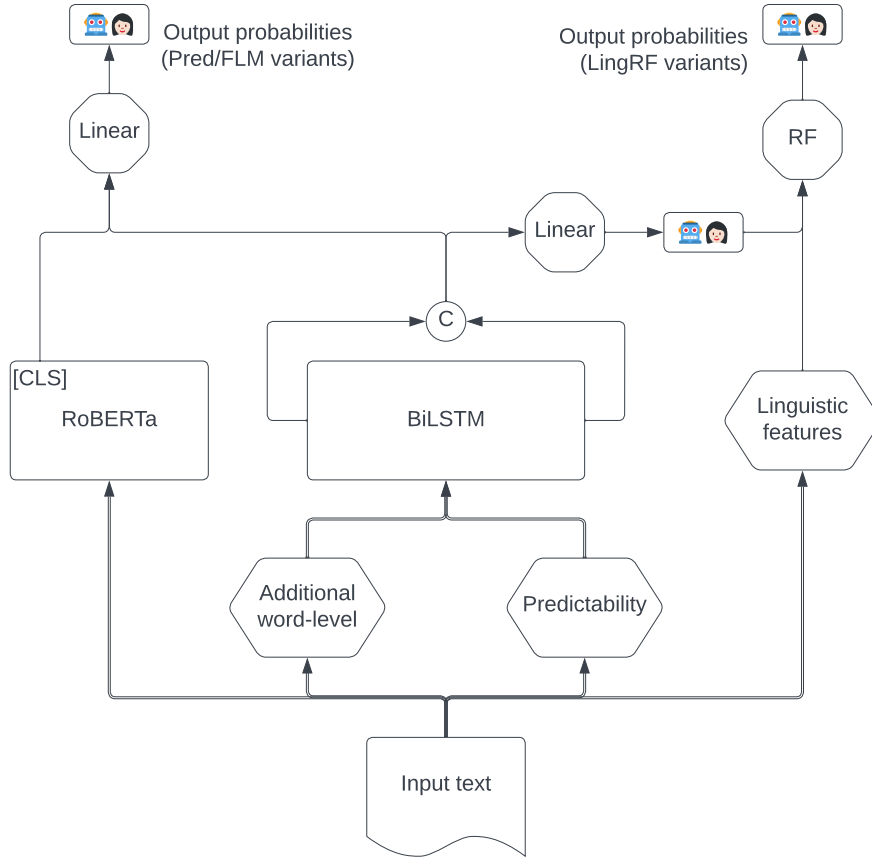 Output probabilities
(Pred/FLM variants)
Output probabilities
(LingRF variants)
Linear
RF
Linear
C
[CLS]
RoBERTa
BiLSTM
Linguistic
features
Additional
word-level
Predictability
Input text